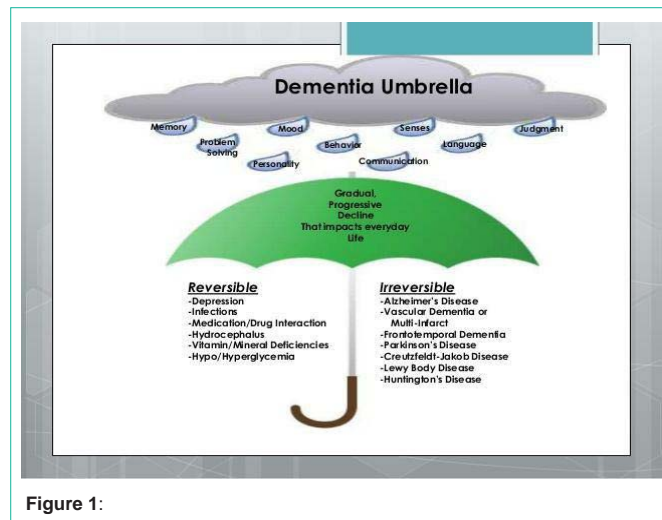 Dementia Umbrella
Memory
Mood
Senses
Judgment
Problem
Solving
Behavior
Language
Personality
Communication
Gradual,
Progressive
Decline
That impacts everyday
Life
Reversible
-Depression
-Infections
-Medication/Drug Interaction
-Hydrocephalus
-Vitamin/Mineral Deficiencies
-Hypo/Hyperglycemia
Irreversible
-Alzheimer's Disease
-Vascular Dementia or
Multi-Infarct
-Frontotemporal Dementia
-Parkinson's Disease
-Creutzfeldt-Jakob Disease
-Lewy Body Disease
-Huntington's Disease
Figure 1: